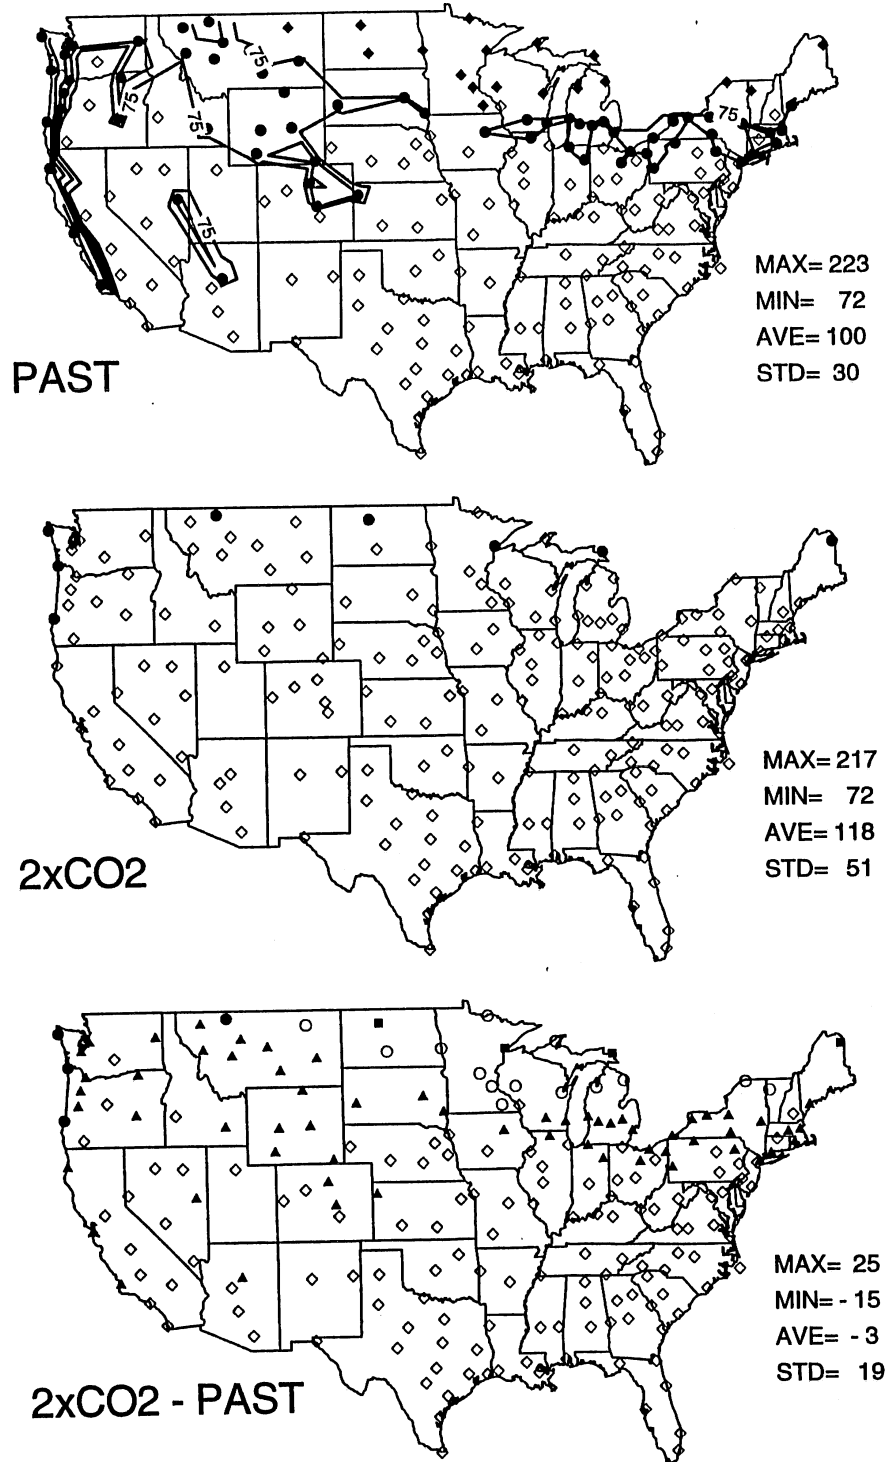 75
75
75
75
75
MAX= 223
MIN= 72
AVE= 100
STD= 30
PAST
MAX= 217
MIN= 72
AVE= 118
STD= 51
2xCO2
MAX= 25
MIN= - 15
AVE= - 3
STD= 19
2xCO2 - PAST